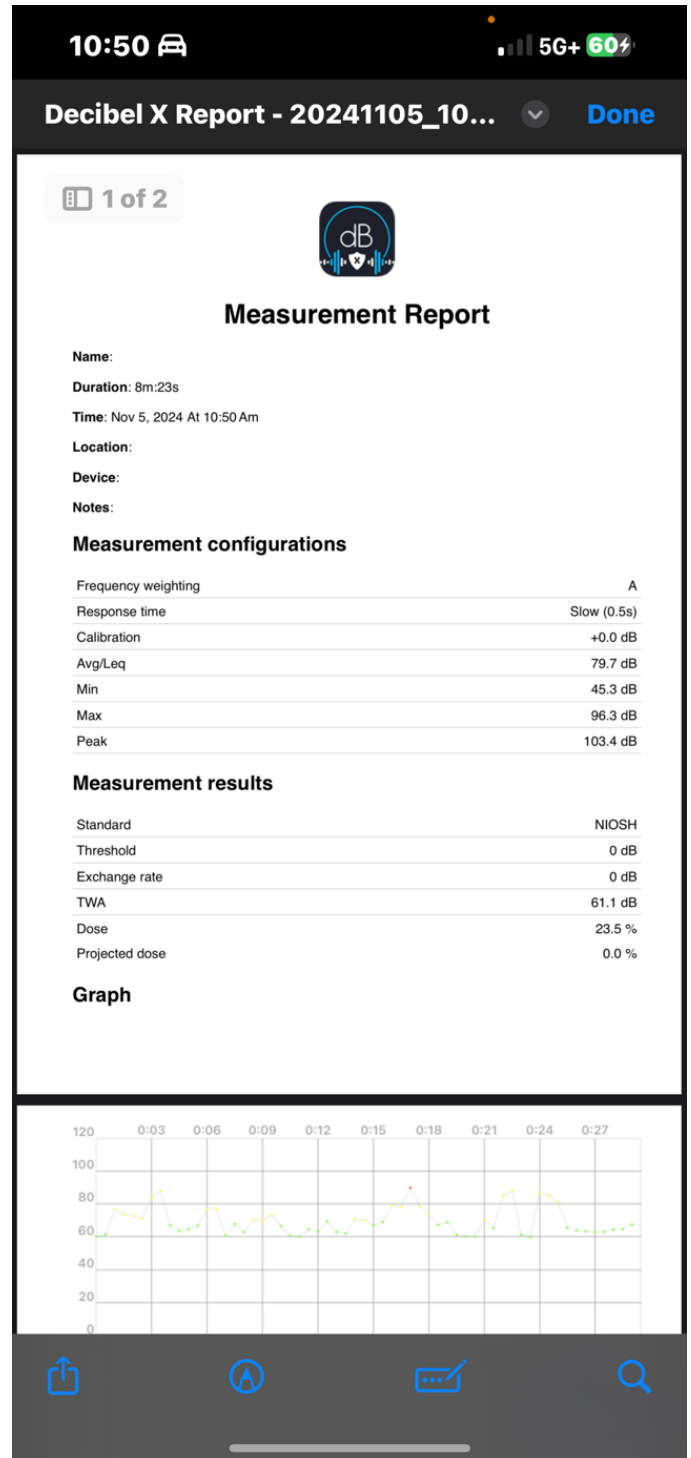 10:50
5G+ 60
Decibel X Report - 20241105_10... Done
1 of 2
dB
X
Measurement Report
Name:
Duration: 8m:23s
Time: Nov 5, 2024 At 10:50 Am
Location:
Device:
Notes:
Measurement configurations
Frequency weighting A
Response time Slow (0.5s)
Calibration +0.0 dB
Avg/Leq 79.7 dB
Min 45.3 dB
Max 96.3 dB
Peak 103.4 dB
Measurement results
Standard NIOSH
Threshold 0 dB
Exchange rate 0 dB
TWA 61.1 dB
Dose 23.5 %
Projected dose 0.0 %
Graph
120 0:03 0:06 0:09 0:12 0:15 0:18 0:21 0:24 0:27
100
80
60
40
20
0